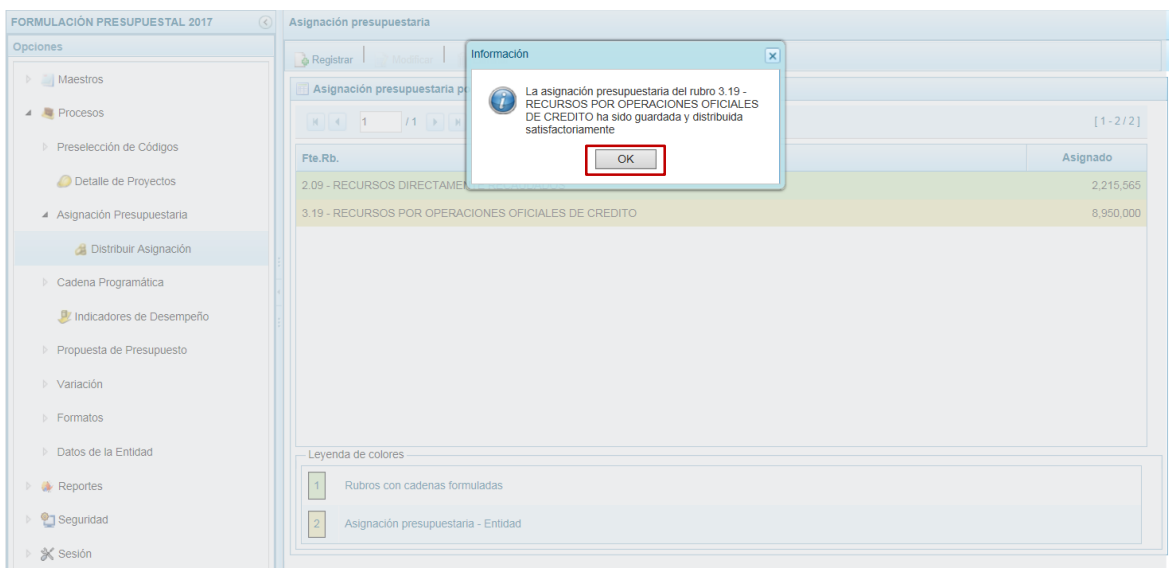 FORMULACIÓN PRESUPUESTAL 2017
Opciones
Maestros
Procesos
Preselección de Códigos
Detalle de Proyectos
Asignación Presupuestaria
Distribuir Asignación
Cadena Programática
Indicadores de Desempeño
Propuesta de Presupuesto
Variación
Formatos
Datos de la Entidad
Reportes
Seguridad
Sesión
Asignación presupuestaria
Registrar Modificar
Asignación presupuestaria
1 / 1
[ 1 - 2 / 2 ]
Fte.Rb. Asignado
2.09 - RECURSOS 2,215,565
3.19 - RECURSOS POR OPERACIONES OFICIALES DE CREDITO 8,950,000
Información
La asignación presupuestaria del rubro 3.19 -
RECURSOS POR OPERACIONES OFICIALES
DE CREDITO ha sido guardada y distribuida
satisfactoriamente
OK
Leyenda de colores
1 Rubros con cadenas formuladas
2 Asignación presupuestaria - Entidad